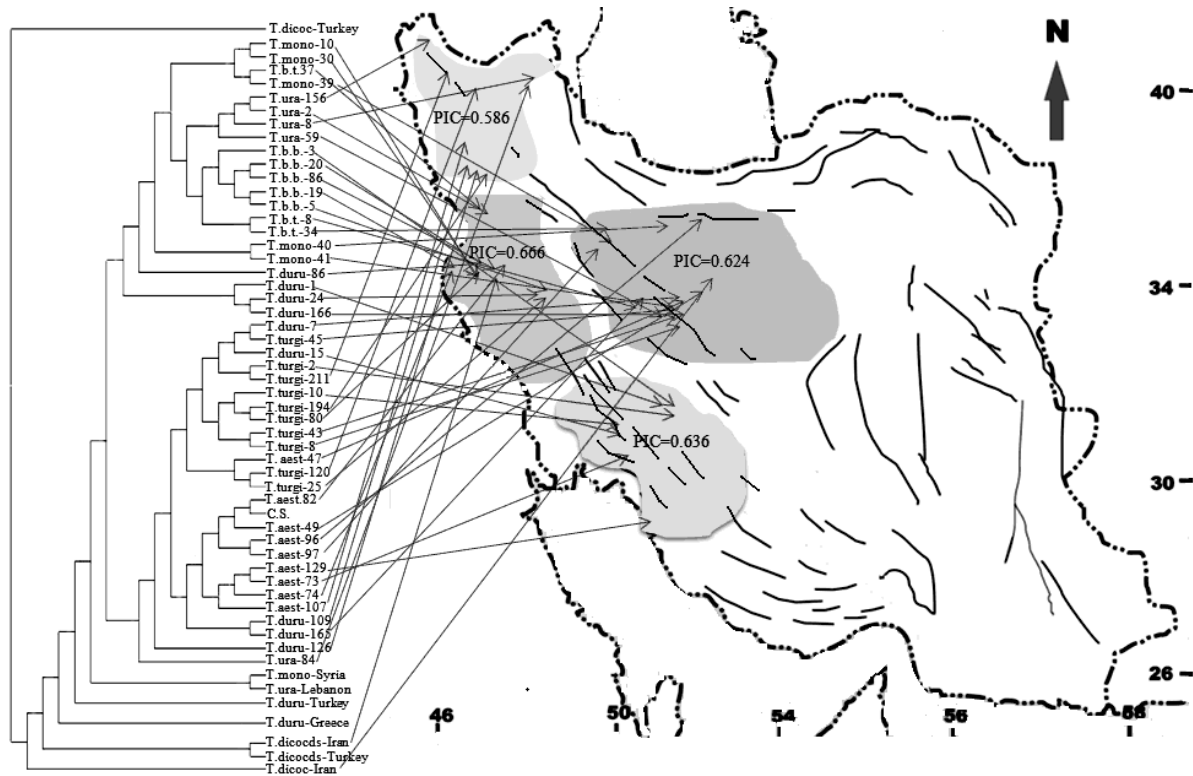 T.dicoc-Turkey
T.mono-10
T.mono-30
T.b.t.37
T.mono-39
T.ura-156
T.ura-2
T.ura-8
T.ura-59
T.b.b.-3
T.b.b.-20
T.b.b.-86
T.b.b.-19
T.b.b.-5
T.b.t.-8
T.b.t.-34
T.mono-40
T.mono-41
T.duru-86
T.duru-1
T.duru-24
T.duru-166
T.duru-7
T.turgi-45
T.duru-15
T.turgi-2
T.turgi-211
T.turgi-10
T.turgi-194
T.turgi-80
T.turgi-43
T.turgi-8
T.aest-47
T.turgi-120
T.turgi-25
T.aest.82
C.S.
T.aest-49
T.aest-96
T.aest-97
T.aest-129
T.aest-73
T.aest-74
T.aest-107
T.duru-109
T.duru-165
T.duru-126
T.ura-84
T.mono-Syria
T.ura-Lebanon
T.duru-Turkey
T.duru-Greece
T.dicocds-Iran
T.dicocds-Turkey
T.dicoc-Iran
PIC=0.586
PIC=0.666
PIC=0.624
PIC=0.636
N
40
34
30
26
46
50
54
56
58